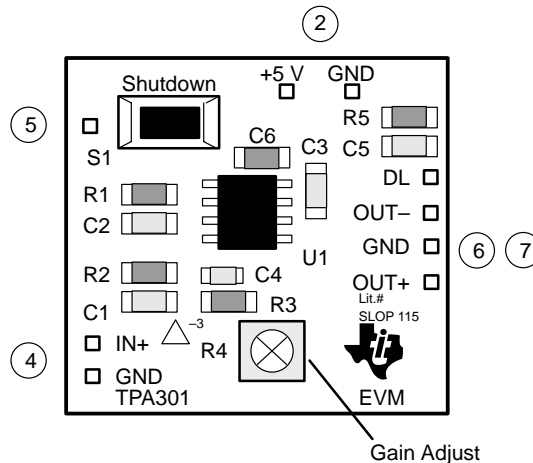 2
+5 V GND
Shutdown
R5
5
C6 C3 C5
S1
DL
R1
OUT–
C2
U1 GND
6 7
R2
C4 OUT+
Lit.#
C1 R3 SLOP 115
–3
IN+ R4
4
GND
TPA301 EVM
Gain Adjust